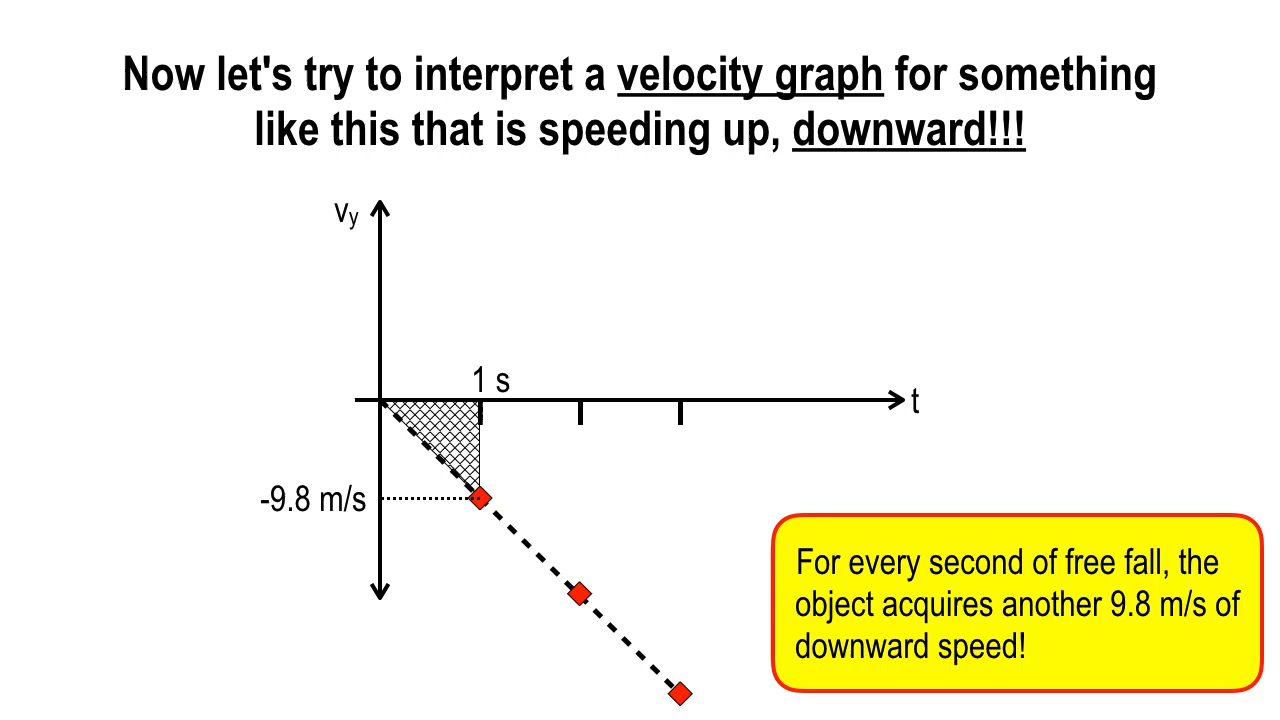 Now let's try to interpret a velocity graph for something
like this that is speeding up, downward!!!
vy
1 s
t
-9.8 m/s
For every second of free fall, the
object acquires another 9.8 m/s of
downward speed!